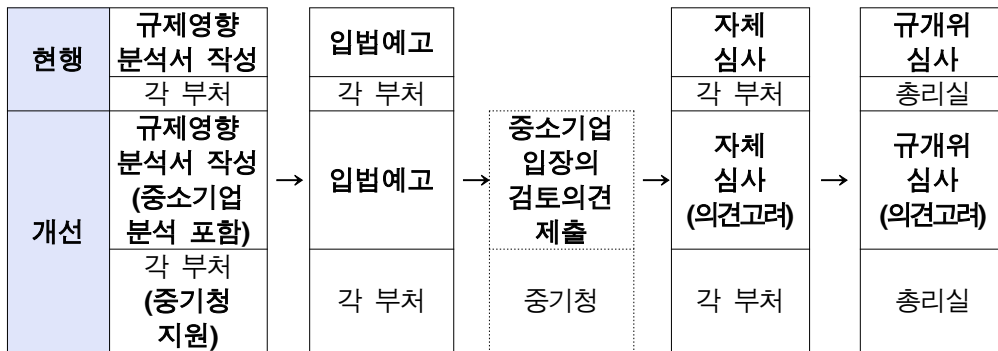 현행
규제영향
분석서 작성
입법예고
자체
심사
규개위
심사
각 부처
각 부처
각 부처
총리실
개선
규제영향
분석서 작성
(중소기업
분석 포함)
→
입법예고
→
중소기업
입장의
검토의견
제출
→
자체
심사
(의견고려)
→
규개위
심사
(의견고려)
각 부처
(중기청
지원)
각 부처
중기청
각 부처
총리실